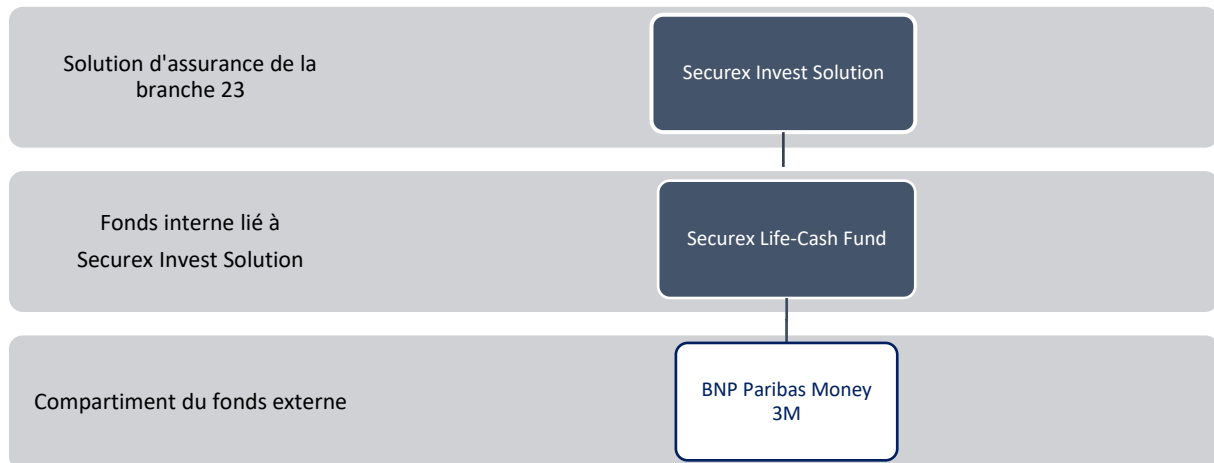 Solution d'assurance de la
branche 23
Securex Invest Solution
Fonds interne lié à
Securex Invest Solution
Securex Life-Cash Fund
Compartiment du fonds externe
BNP Paribas Money
3M